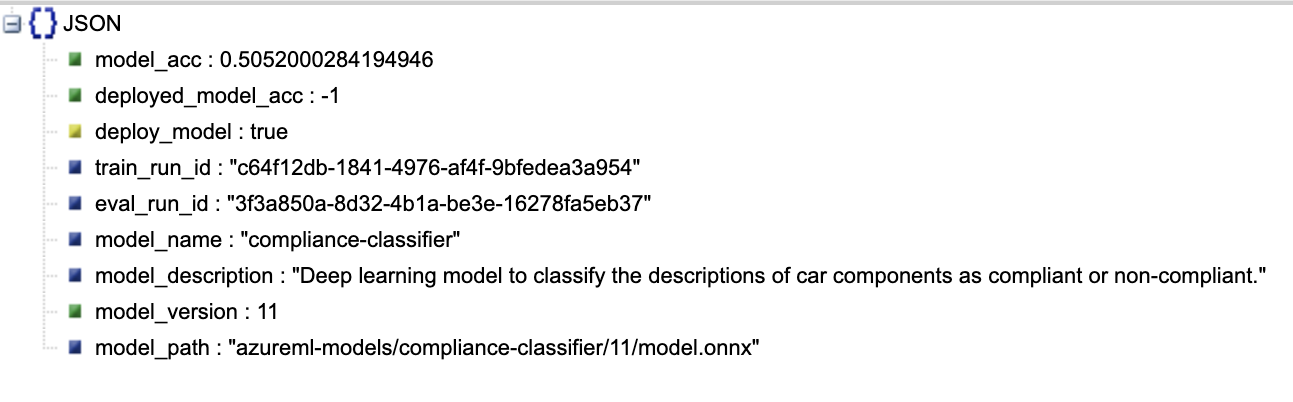 JSON
model_acc : 0.5052000284194946
deployed_model_acc : -1
deploy_model : true
train_run_id : "c64f12db-1841-4976-af4f-9bfedea3a954"
eval_run_id : "3f3a850a-8d32-4b1a-be3e-16278fa5eb37"
model_name : "compliance-classifier"
model_description : "Deep learning model to classify the descriptions of car components as compliant or non-compliant."
model_version : 11
model_path : "azureml-models/compliance-classifier/11/model.onnx"